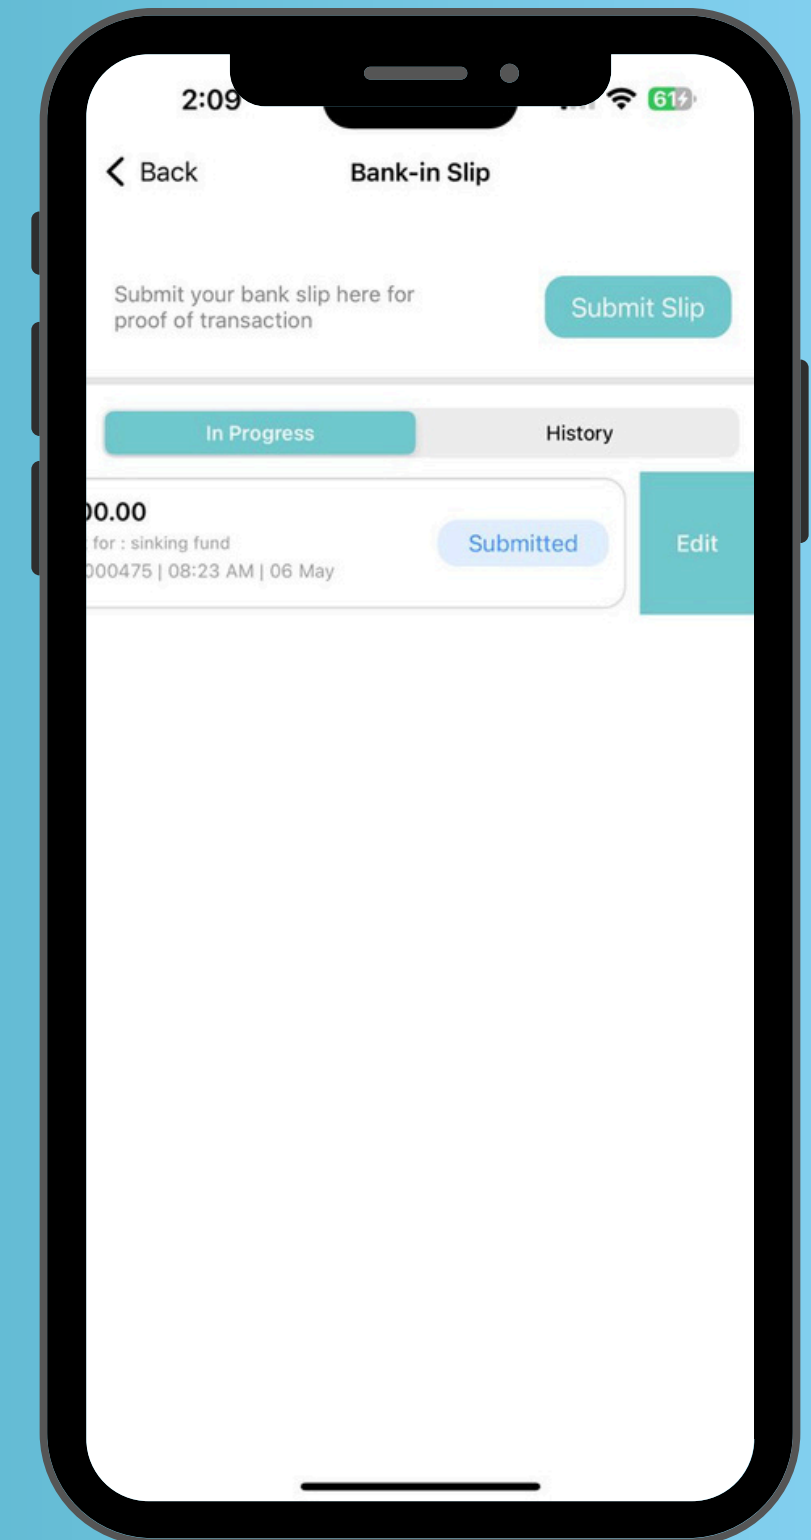 2:09
61
Back
Bank-in Slip
Submit your bank slip here for
proof of transaction
Submit Slip
In Progress
History
00.00
for : sinking fund
000475 | 08:23 AM | 06 May
Submitted
Edit